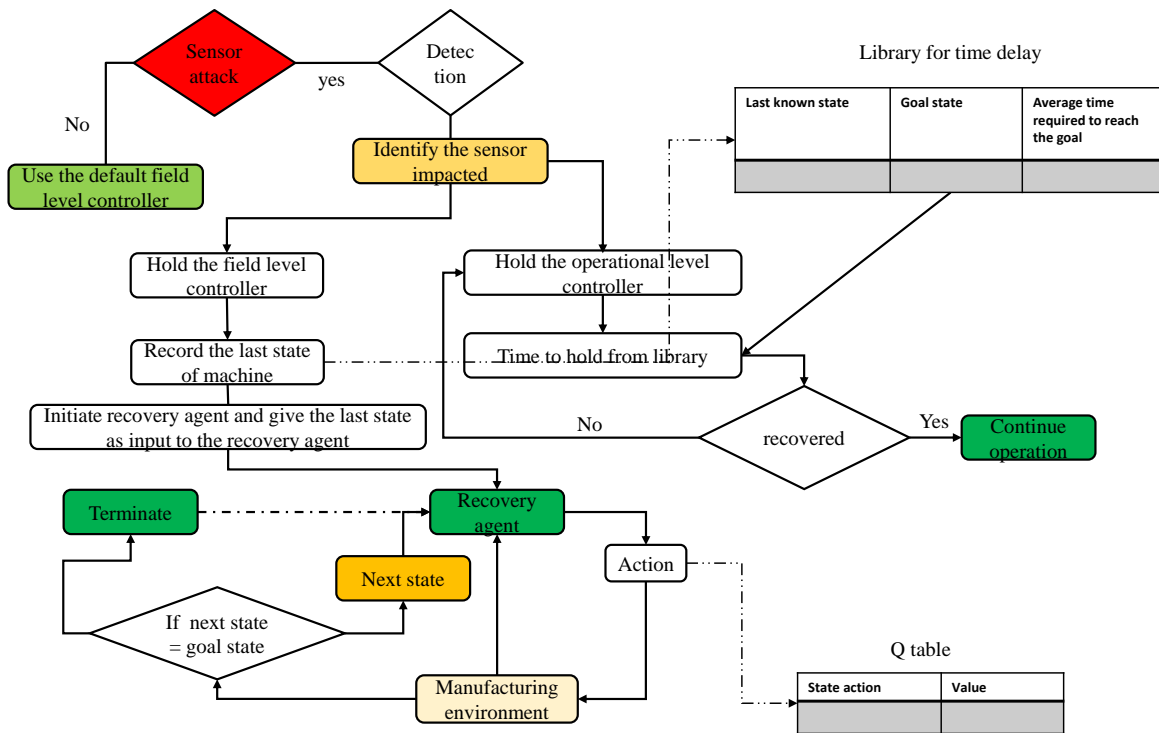 Sensor
attack
yes
Detec
tion
No
Use the default field
level controller
Identify the sensor
impacted
Library for time delay
Last known state
Goal state
Average time
required to reach
the goal
Hold the field level
controller
Hold the operational level
controller
Record the last state
of machine
Time to hold from library
Initiate recovery agent and give the last state
as input to the recovery agent
No
recovered
Yes
Continue
operation
Terminate
Recovery
agent
Next state
Action
If next state
= goal state
Manufacturing
environment
Q table
State action
Value